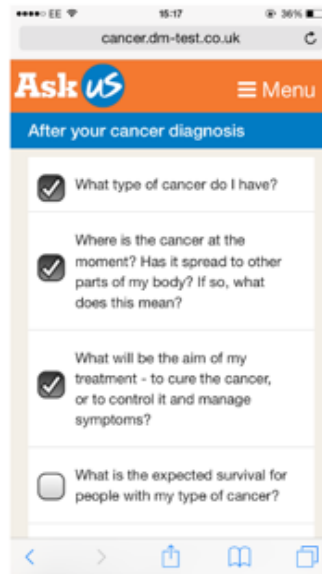 EE 15:17 36%
cancer.dm-test.co.uk
Ask us Menu
After your cancer diagnosis
What type of cancer do I have?
Where is the cancer at the
moment? Has it spread to other
parts of my body? If so, what
does this mean?
What will be the aim of my
treatment - to cure the cancer,
or to control it and manage
symptoms?
What is the expected survival for
people with my type of cancer?